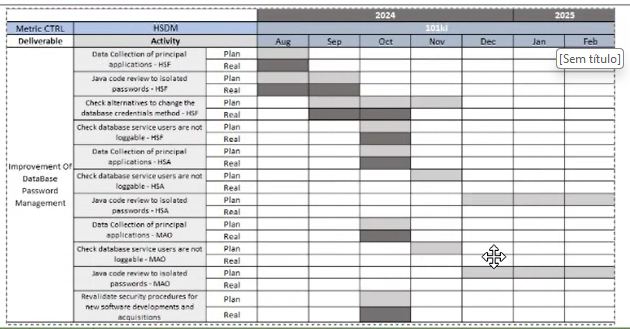 2024 2025
Metric CTRL HSDM 101kl
Deliverable Activity Aug Sep Oct Nov Dec Jan Feb
[Sem título]
Improvement Of
DataBase
Password
Management
Data Collection of principal
applications - HSF
Plan
Real
Java code review to isolated
passwords - HSF
Plan
Real
Check alternatives to change the
database credentials method - HSF
Plan
Real
Check database service users are not
loggable - HSF
Plan
Real
Data Collection of principal
applications - HSA
Plan
Real
Check database service users are not
loggable - HSA
Plan
Real
Java code review to isolated
passwords - HSA
Plan
Real
Data Collection of principal
applications - MAO
Plan
Real
Check database service users are not
loggable - MAO
Plan
Real
Java code review to isolated
passwords - MAO
Plan
Real
Revalidate security procedures for
new software developments and
acquisitions
Plan
Real